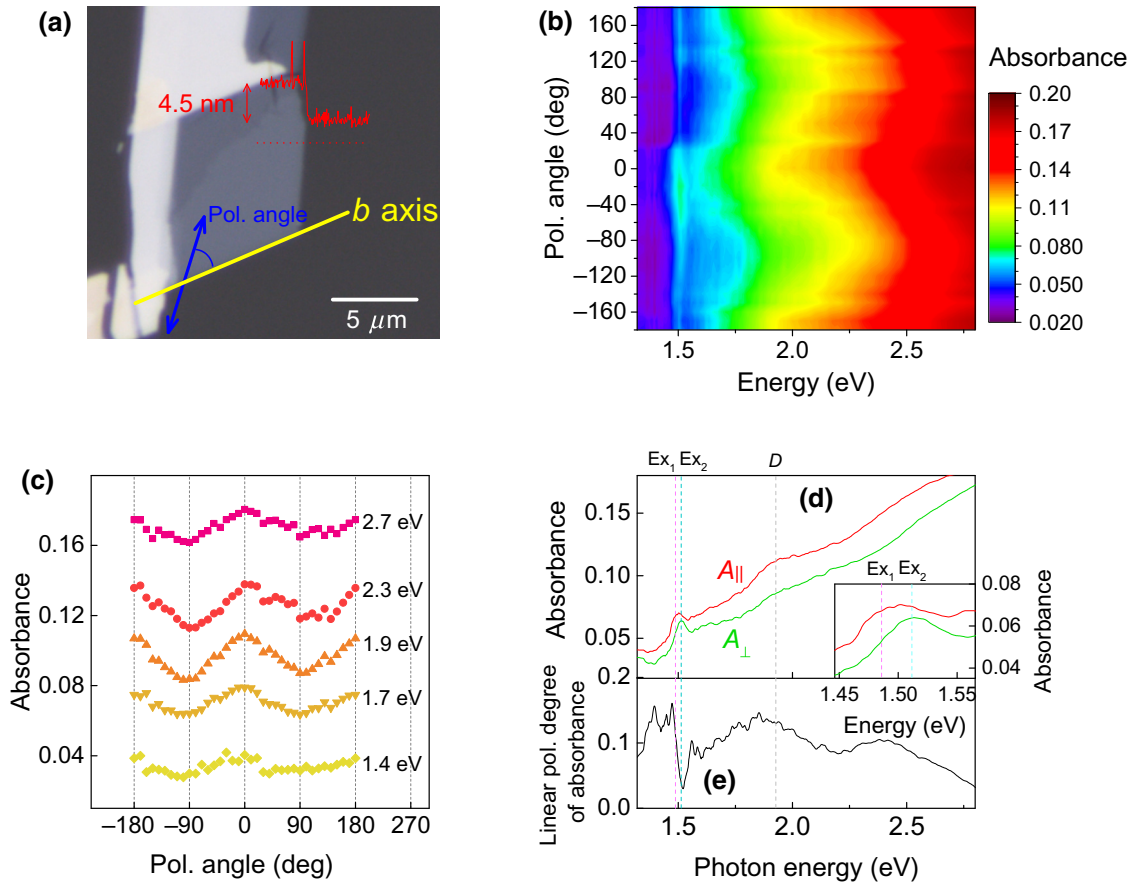 (a)
4.5 nm
Pol. angle
b axis
5 μm
(b)
Pol. angle (deg)
180
160
120
80
40
0
−40
−80
−120
−160
1.5
2.0
2.5
Energy (eV)
Absorbance
0.20
0.17
0.14
0.11
0.080
0.050
0.020
(c)
Absorbance
0.16
0.12
0.08
0.04
2.7 eV
2.3 eV
1.9 eV
1.7 eV
1.4 eV
−180
−90
0
90
180
270
Pol. angle (deg)
Ex₁ Ex₂ D
(d)
Absorbance
0.15
0.10
0.05
A||
A⊥
Ex₁ Ex₂
0.08
0.06
0.04
Absorbance
1.45 1.50 1.55
Energy (eV)
(e)
Linear pol. degree
of absorbance
0.2
0.1
0.0
1.5 2.0 2.5
Photon energy (eV)